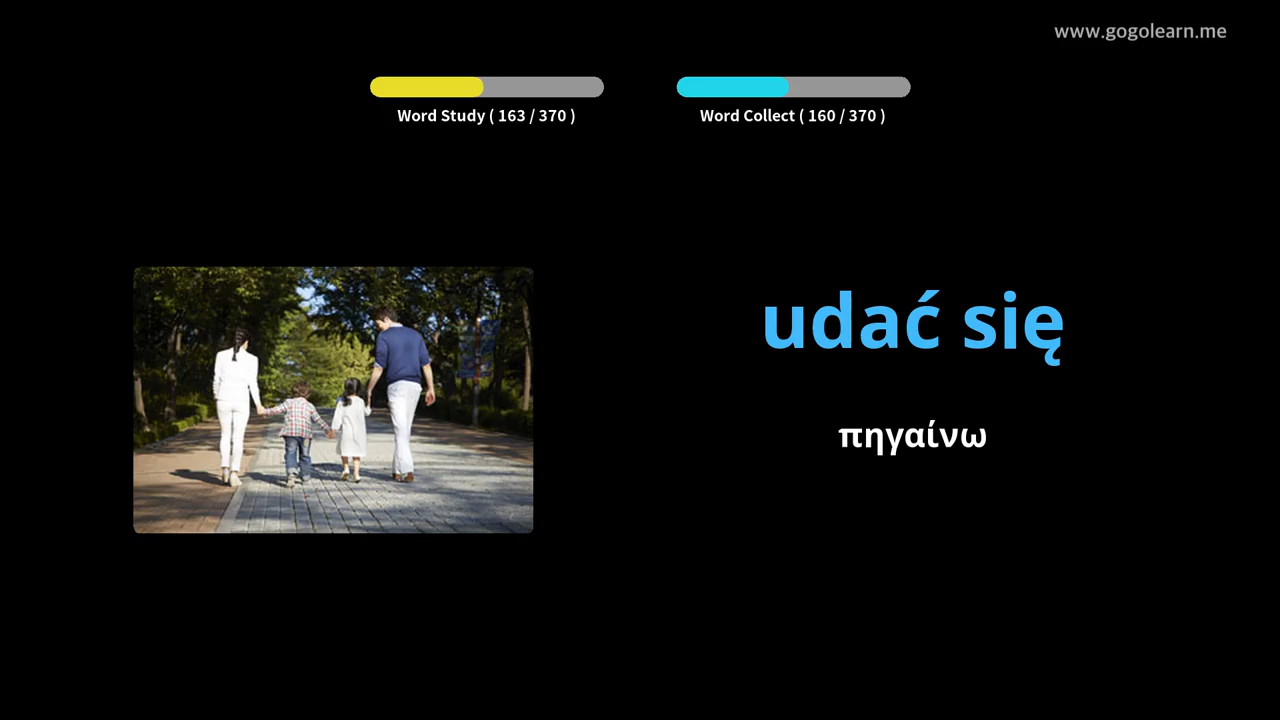 www.gogolearn.me
Word Study ( 163 / 370 )
Word Collect ( 160 / 370 )
udać się
πηγαίνω